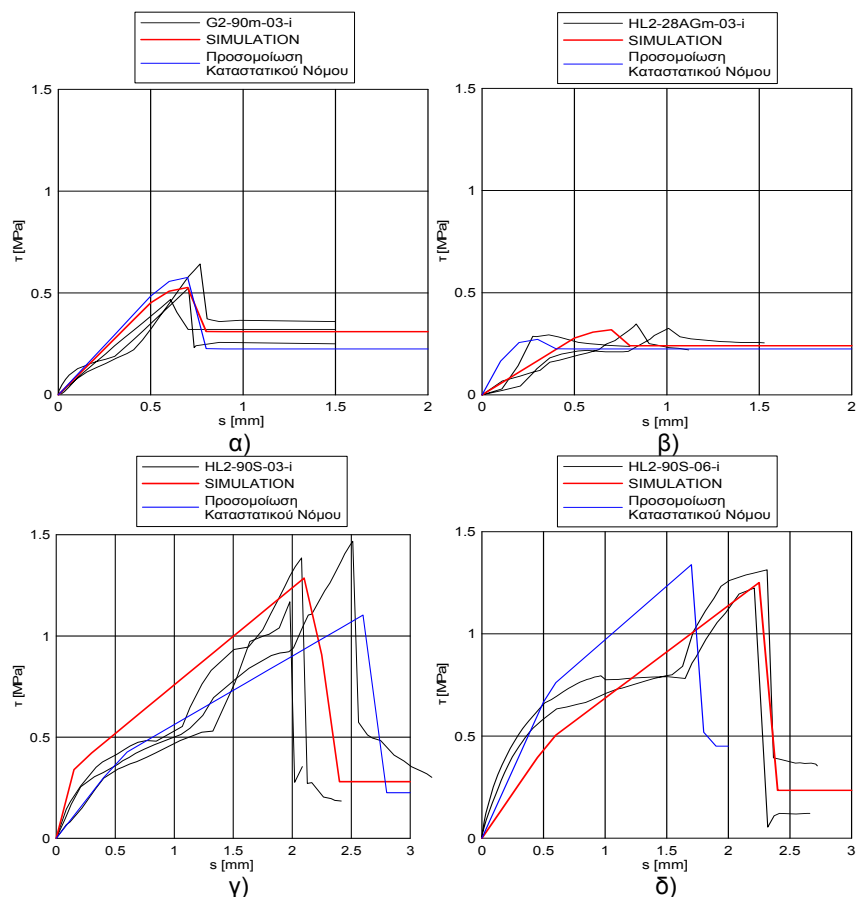 G2-90m-03-i
SIMULATION
Προσομοίωση
Καταστατικού Νόμου
HL2-28AGm-03-i
SIMULATION
Προσομοίωση
Καταστατικού Νόμου
1.5
1
0.5
0
τ [MPa]
0
0.5
1
1.5
2
s [mm]
α)
1.5
1
0.5
0
τ [MPa]
0
0.5
1
1.5
2
s [mm]
β)
HL2-90S-03-i
SIMULATION
Προσομοίωση
Καταστατικού Νόμου
HL2-90S-06-i
SIMULATION
Προσομοίωση
Καταστατικού Νόμου
1.5
1
0.5
0
τ [MPa]
0
0.5
1
1.5
2
2.5
3
s [mm]
γ)
1.5
1
0.5
0
τ [MPa]
0
0.5
1
1.5
2
2.5
3
s [mm]
δ)